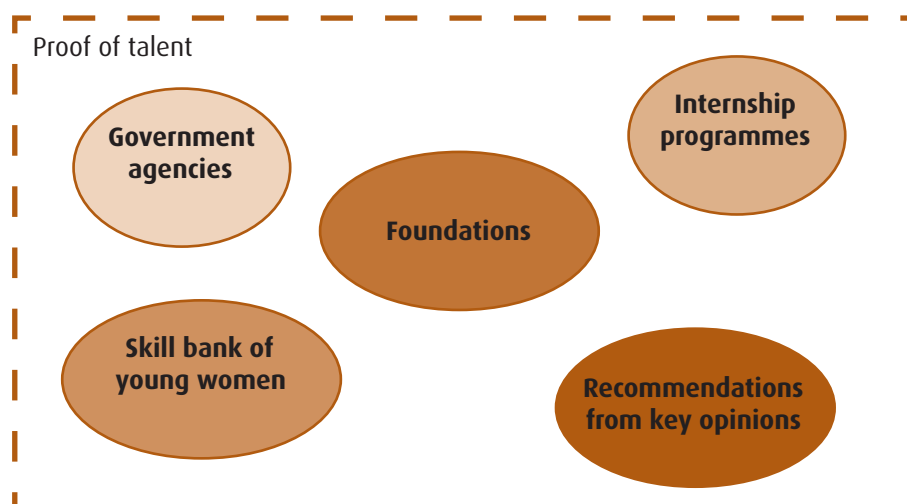 Proof of talent
Government
agencies
Internship
programmes
Foundations
Skill bank of
young women
Recommendations
from key opinions